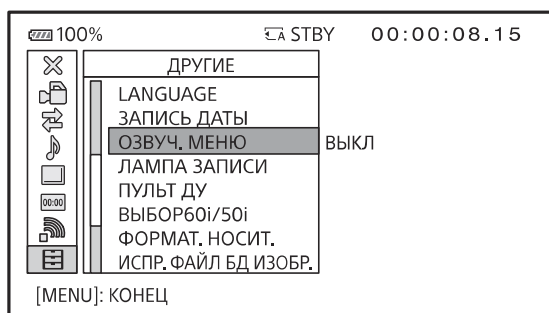 100% A STBY 00:00:08.15
ДРУГИЕ
LANGUAGE
ЗАПИСЬ ДАТЫ
ОЗВУЧ. МЕНЮ ВЫКЛ
ЛАМПА ЗАПИСИ
ПУЛЬТ ДУ
00:00
ВЫБОР60i/50i
ФОРМАТ. НОСИТ.
ИСПР. ФАЙЛ БД ИЗОБР.
[MENU]: КОНЕЦ